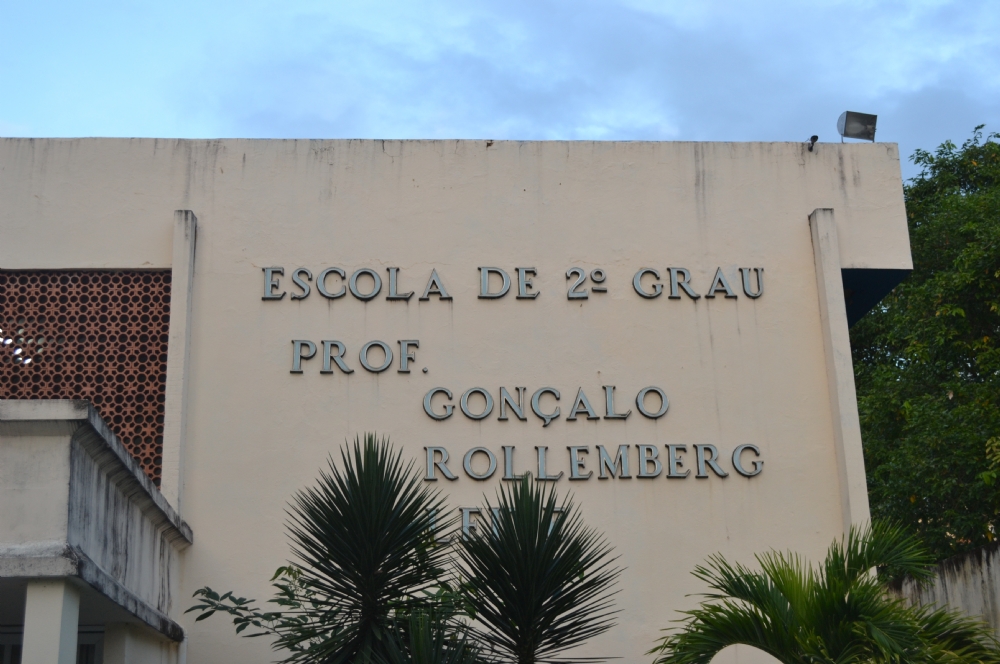 ESCOLA DE 2º GRAU
PROF.
GONÇALO
ROLLEMBERG